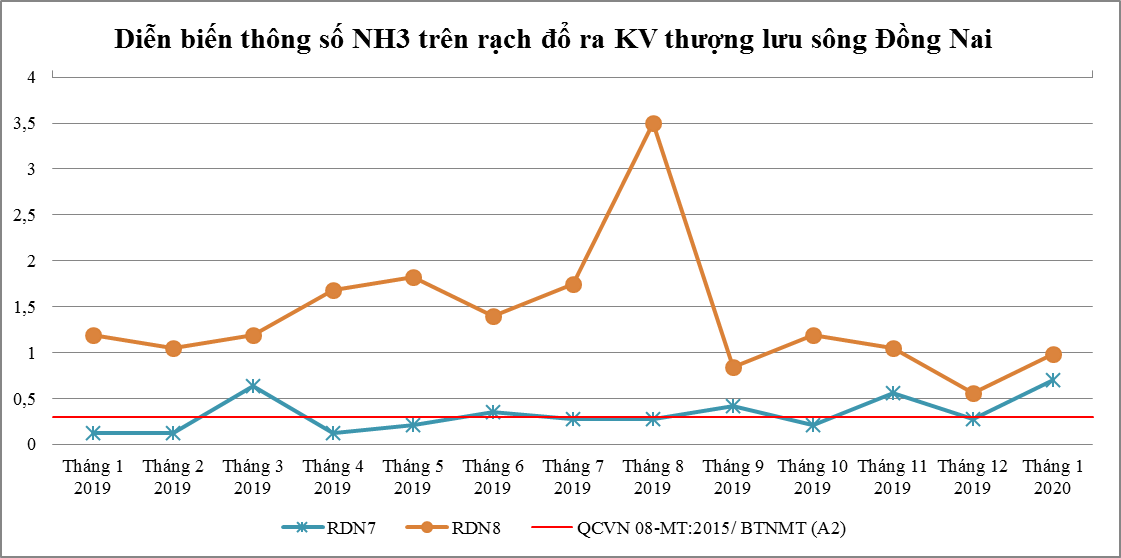 Diễn biến thông số NH3 trên rạch đổ ra KV thượng lưu sông Đồng Nai
4
3,5
3
2,5
2
1,5
1
0,5
0
Tháng 1 Tháng 2 Tháng 3 Tháng 4 Tháng 5 Tháng 6 Tháng 7 Tháng 8 Tháng 9 Tháng 10 Tháng 11 Tháng 12 Tháng 1
2019 2019 2019 2019 2019 2019 2019 2019 2019 2019 2019 2019 2020
RDN7 RDN8 QCVN 08-MT:2015/ BTNMT (A2)